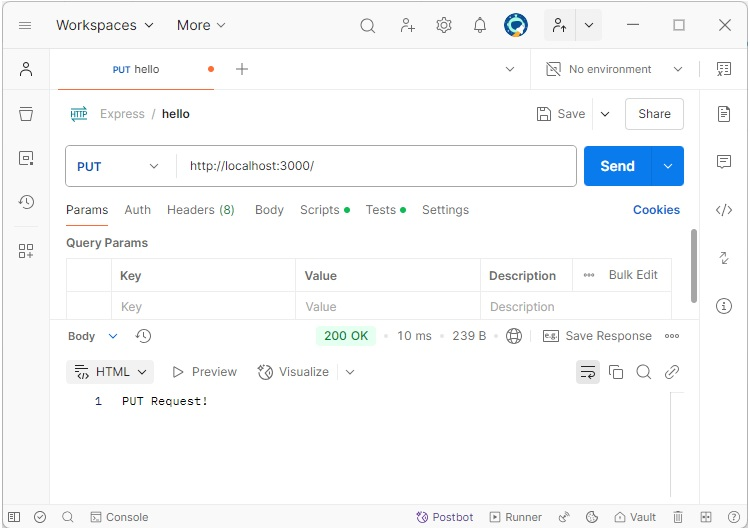 Workspaces More
PUT hello No environment
HTTP Express / hello Save Share
PUT http://localhost:3000/ Send
Params Auth Headers (8) Body Scripts Tests Settings Cookies
Query Params
Key Value Description Bulk Edit
Key Value Description
Body 200 OK 10 ms 239 B e.g. Save Response
HTML Preview Visualize
1 PUT Request!
Console Postbot Runner Vault